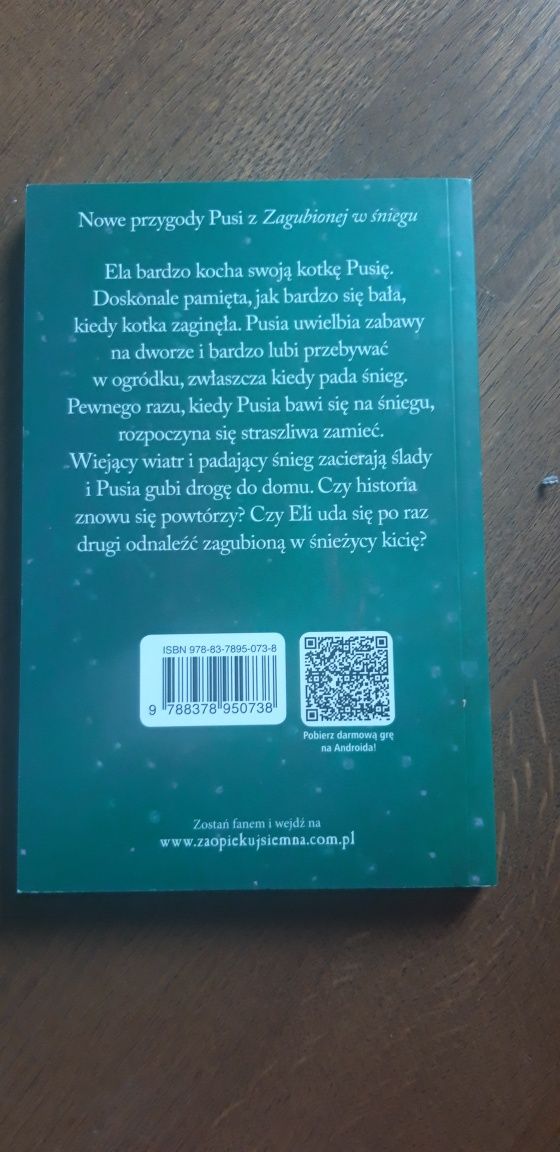 Nowe przygody Pusi z Zagubionej w śniegu
Ela bardzo kocha swoją kotkę Pusię.
Doskonale pamięta, jak bardzo się bała,
kiedy kotka zaginęła. Pusia uwielbia zabawy
na dworze i bardzo lubi przebywać
w ogródku, zwłaszcza kiedy pada śnieg.
Pewnego razu, kiedy Pusia bawi się na śniegu,
rozpoczyna się straszliwa zamieć.
Wiejący wiatr i padający śnieg zacierają ślady
i Pusia gubi drogę do domu. Czy historia
znowu się powtórzy? Czy Eli uda się po raz
drugi odnaleźć zagubioną w śnieżycy kicię?
ISBN 978-83-7895-073-8
9 788378 950738
Pobierz darmową grę
na Androida!
Zostań fanem i wejdź na
www.zaopiekujsiemna.com.pl